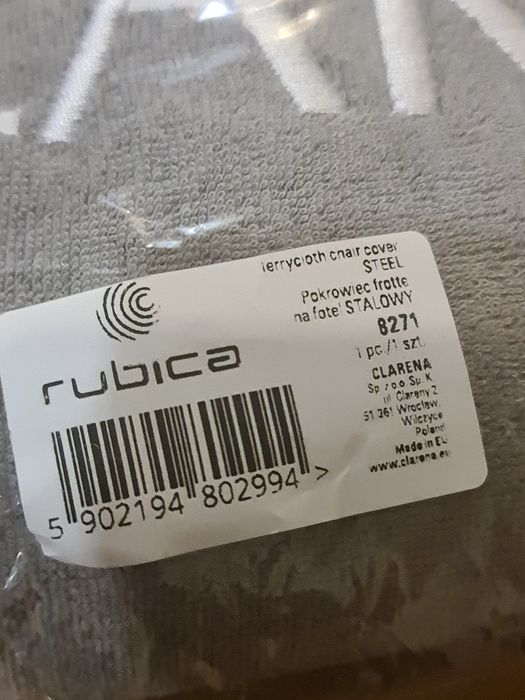 rubica
5 902194 802994 >
Terrycloth chair cover
STEEL
Pokrowiec frotte
na fotel STALOWY
8271
1 pc./1 szt.
CLARENA
Sp. z o.o. Sp. K
ul. Clareny 2
51-361 Wrocław,
Wilczyce
Poland
Made in EU
www.clarena.eu